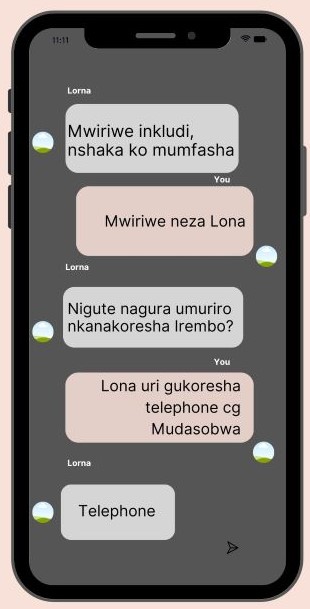 11:11
Lorna
Mwiriwe inkludi,
nshaka ko mumfasha
You
Mwiriwe neza Lona
Lorna
Nigute nagura umuriro
nkanakoresha Irembo?
You
Lona uri gukoresha
telephone cg
Mudasobwa
Lorna
Telephone